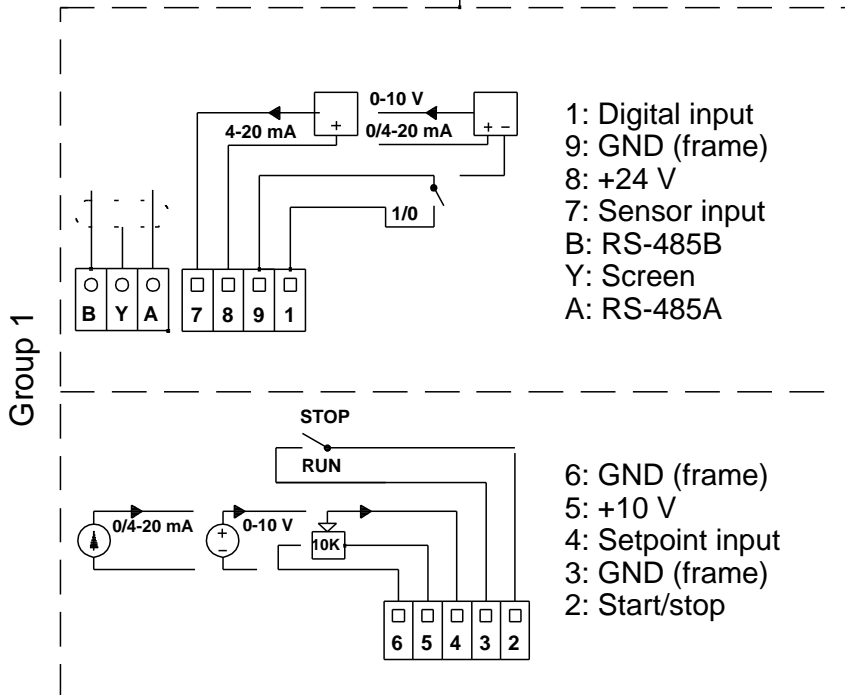 Group 1
0-10 V
4-20 mA
0/4-20 mA
+
+ −
1/0
B Y A
7 8 9 1
1: Digital input
9: GND (frame)
8: +24 V
7: Sensor input
B: RS-485B
Y: Screen
A: RS-485A
STOP
RUN
0/4-20 mA
0-10 V
+
−
10K
6 5 4 3 2
6: GND (frame)
5: +10 V
4: Setpoint input
3: GND (frame)
2: Start/stop